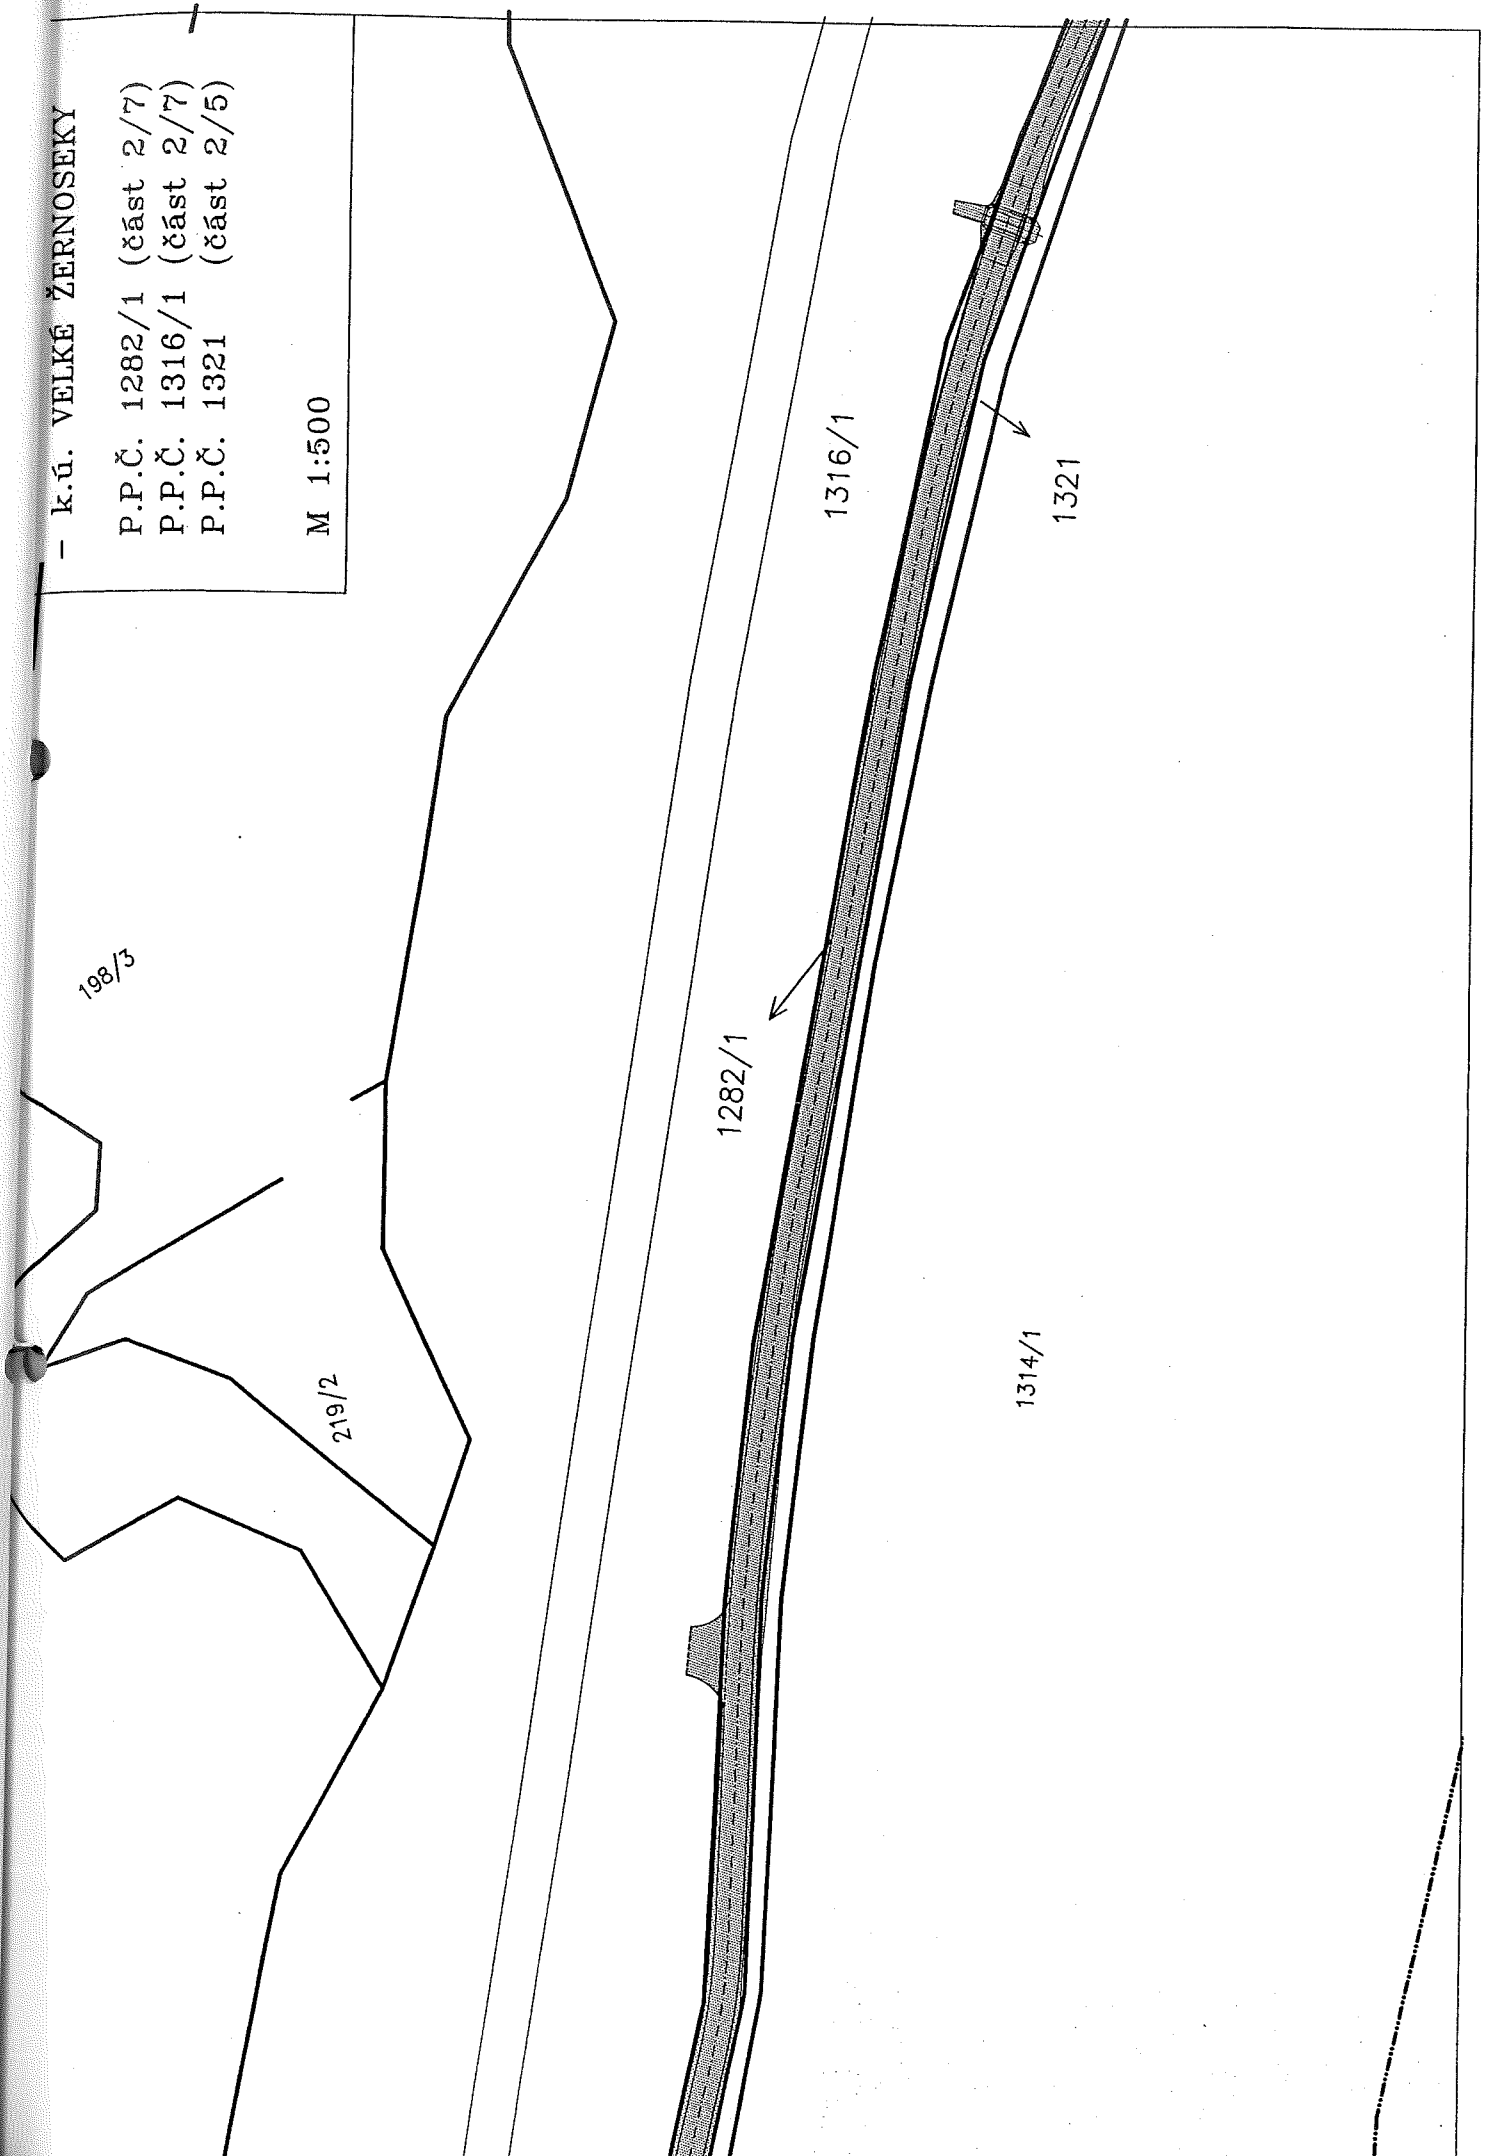 - k.ú. VELKÉ ŽERNOSEKY
P.P.Č. 1282/1 (část 2/7)
P.P.Č. 1316/1 (část 2/7)
P.P.Č. 1321 (část 2/5)
M 1:500
1316/1
1321
198/3
1282/1
219/2
1314/1